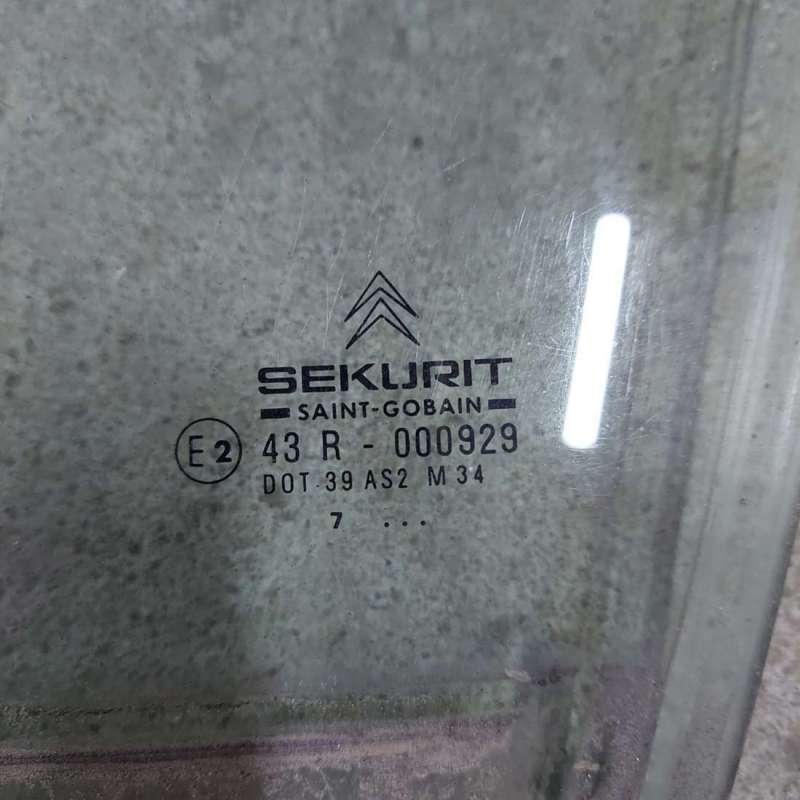 SEKURIT
SAINT-GOBAIN
E2 43 R - 000929
DOT 39 AS2 M 34
7 ...